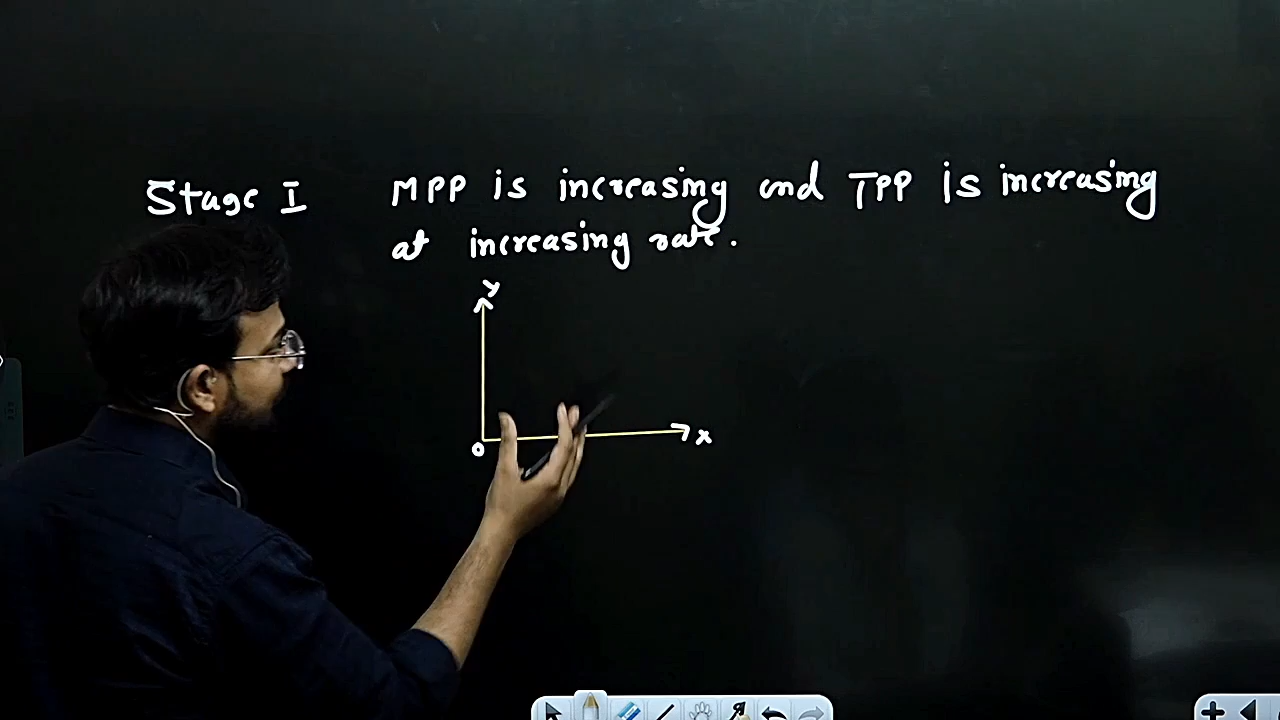 Stage I MPP is increasing and TPP is increasing
at increasing rate.
y
o x